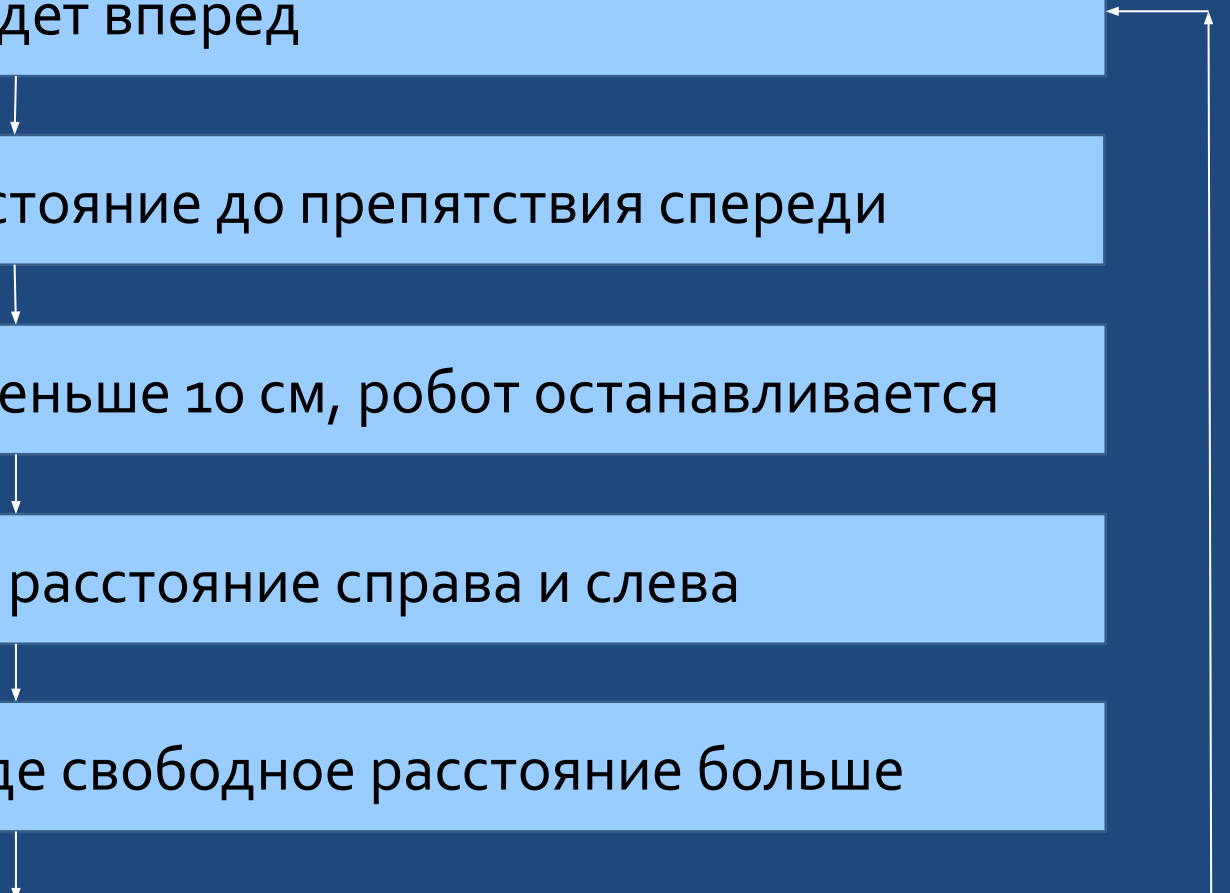 дет вперед
стояние до препятствия спереди
еньше 10 см, робот останавливается
расстояние справа и слева
де свободное расстояние больше